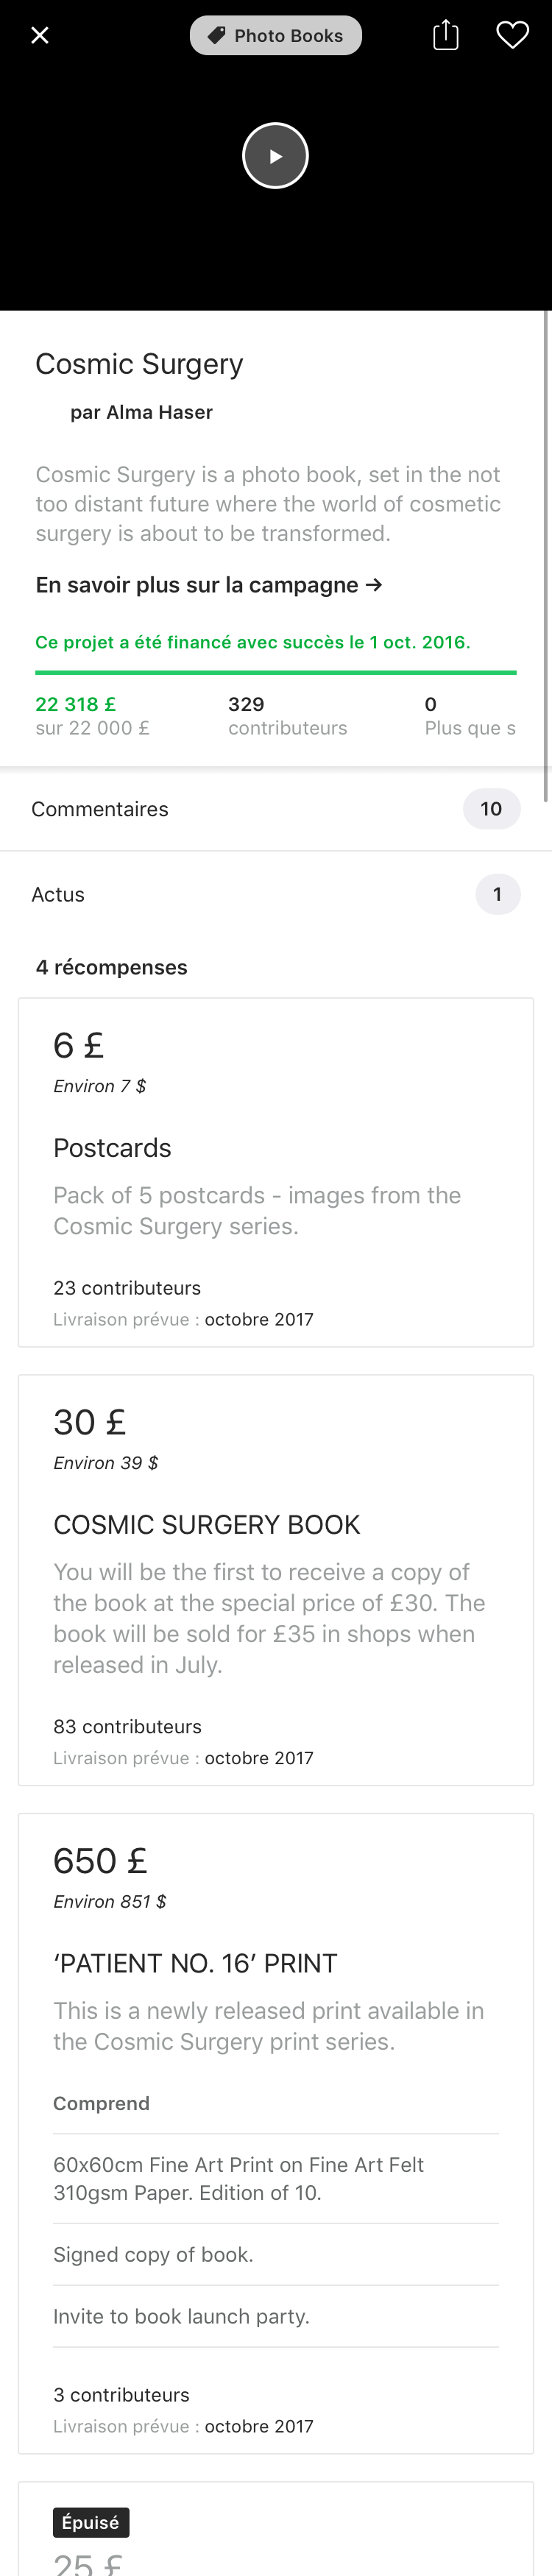 Photo Books
Cosmic Surgery
par Alma Haser
Cosmic Surgery is a photo book, set in the not
too distant future where the world of cosmetic
surgery is about to be transformed.
En savoir plus sur la campagne →
Ce projet a été financé avec succès le 1 oct. 2016.
22 318 £ 329 0
sur 22 000 £ contributeurs Plus que s
Commentaires 10
Actus 1
4 récompenses
6 £
Environ 7 $
Postcards
Pack of 5 postcards - images from the
Cosmic Surgery series.
23 contributeurs
Livraison prévue : octobre 2017
30 £
Environ 39 $
COSMIC SURGERY BOOK
You will be the first to receive a copy of
the book at the special price of £30. The
book will be sold for £35 in shops when
released in July.
83 contributeurs
Livraison prévue : octobre 2017
650 £
Environ 851 $
‘PATIENT NO. 16’ PRINT
This is a newly released print available in
the Cosmic Surgery print series.
Comprend
60x60cm Fine Art Print on Fine Art Felt
310gsm Paper. Edition of 10.
Signed copy of book.
Invite to book launch party.
3 contributeurs
Livraison prévue : octobre 2017
Épuisé
25 £